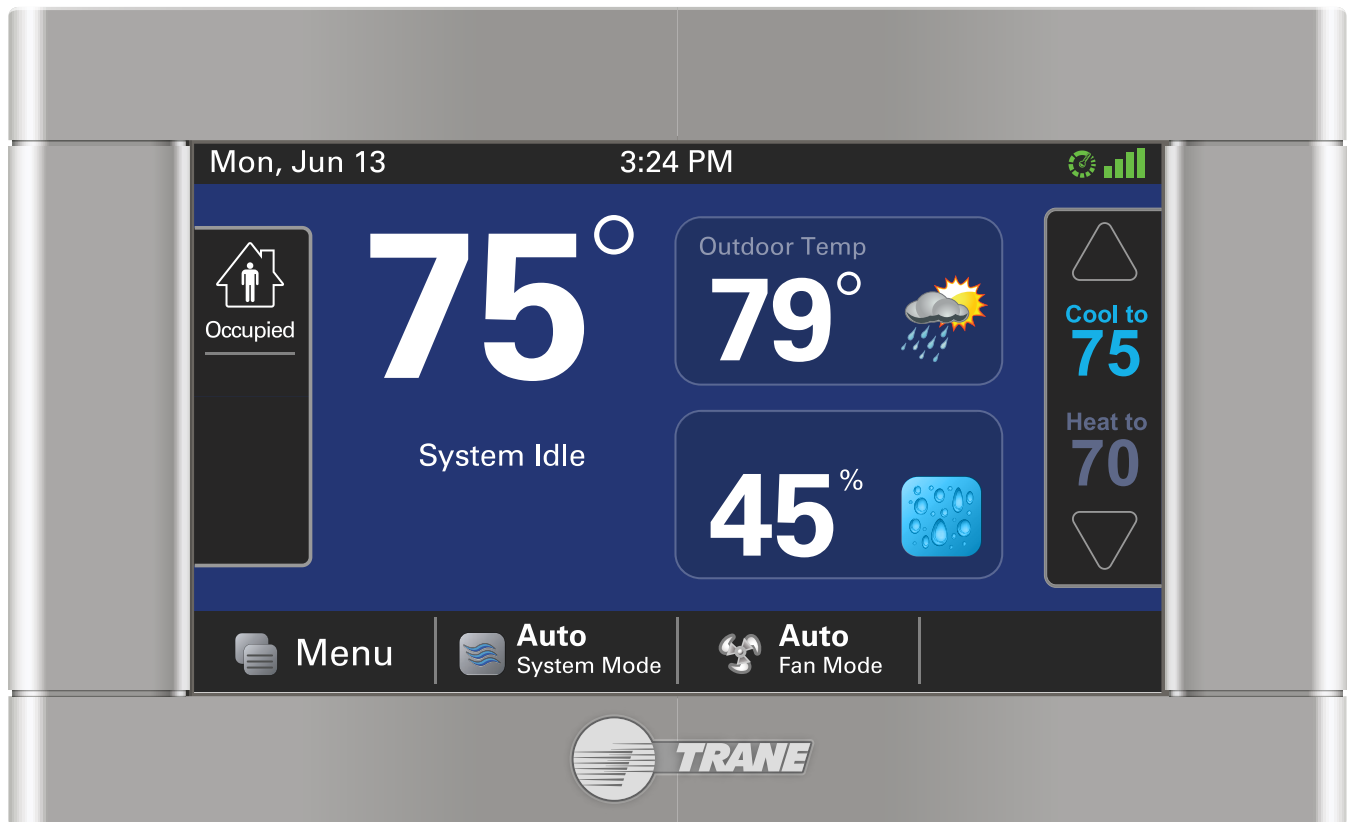 Mon, Jun 13
3:24 PM
Occupied
75°
System Idle
Outdoor Temp
79°
45%
Cool to
75
Heat to
70
Menu
Auto
System Mode
Auto
Fan Mode
TRANE